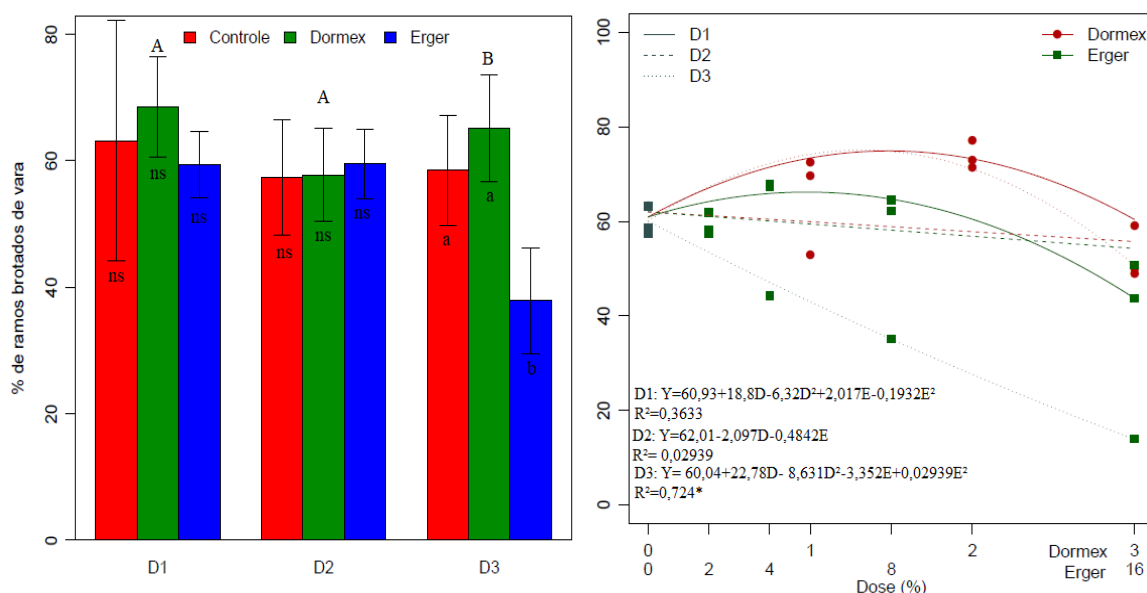 % de ramos brotados de vara
80
60
40
20
0
Controle Dormex Erger
A
A
B
ns
ns
ns
ns
ns
ns
a
a
b
D1 D2 D3
100
80
60
40
20
0
D1
D2
D3
Dormex
Erger
D1: Y=60,93+18,8D-6,32D²+2,017E-0,1932E²
R²=0,3633
D2: Y=62,01-2,097D-0,4842E
R²= 0,02939
D3: Y= 60,04+22,78D- 8,631D²-3,352E+0,02939E²
R²=0,724*
0 1 2 Dormex 3
0 2 4 8 Erger 16
Dose (%)